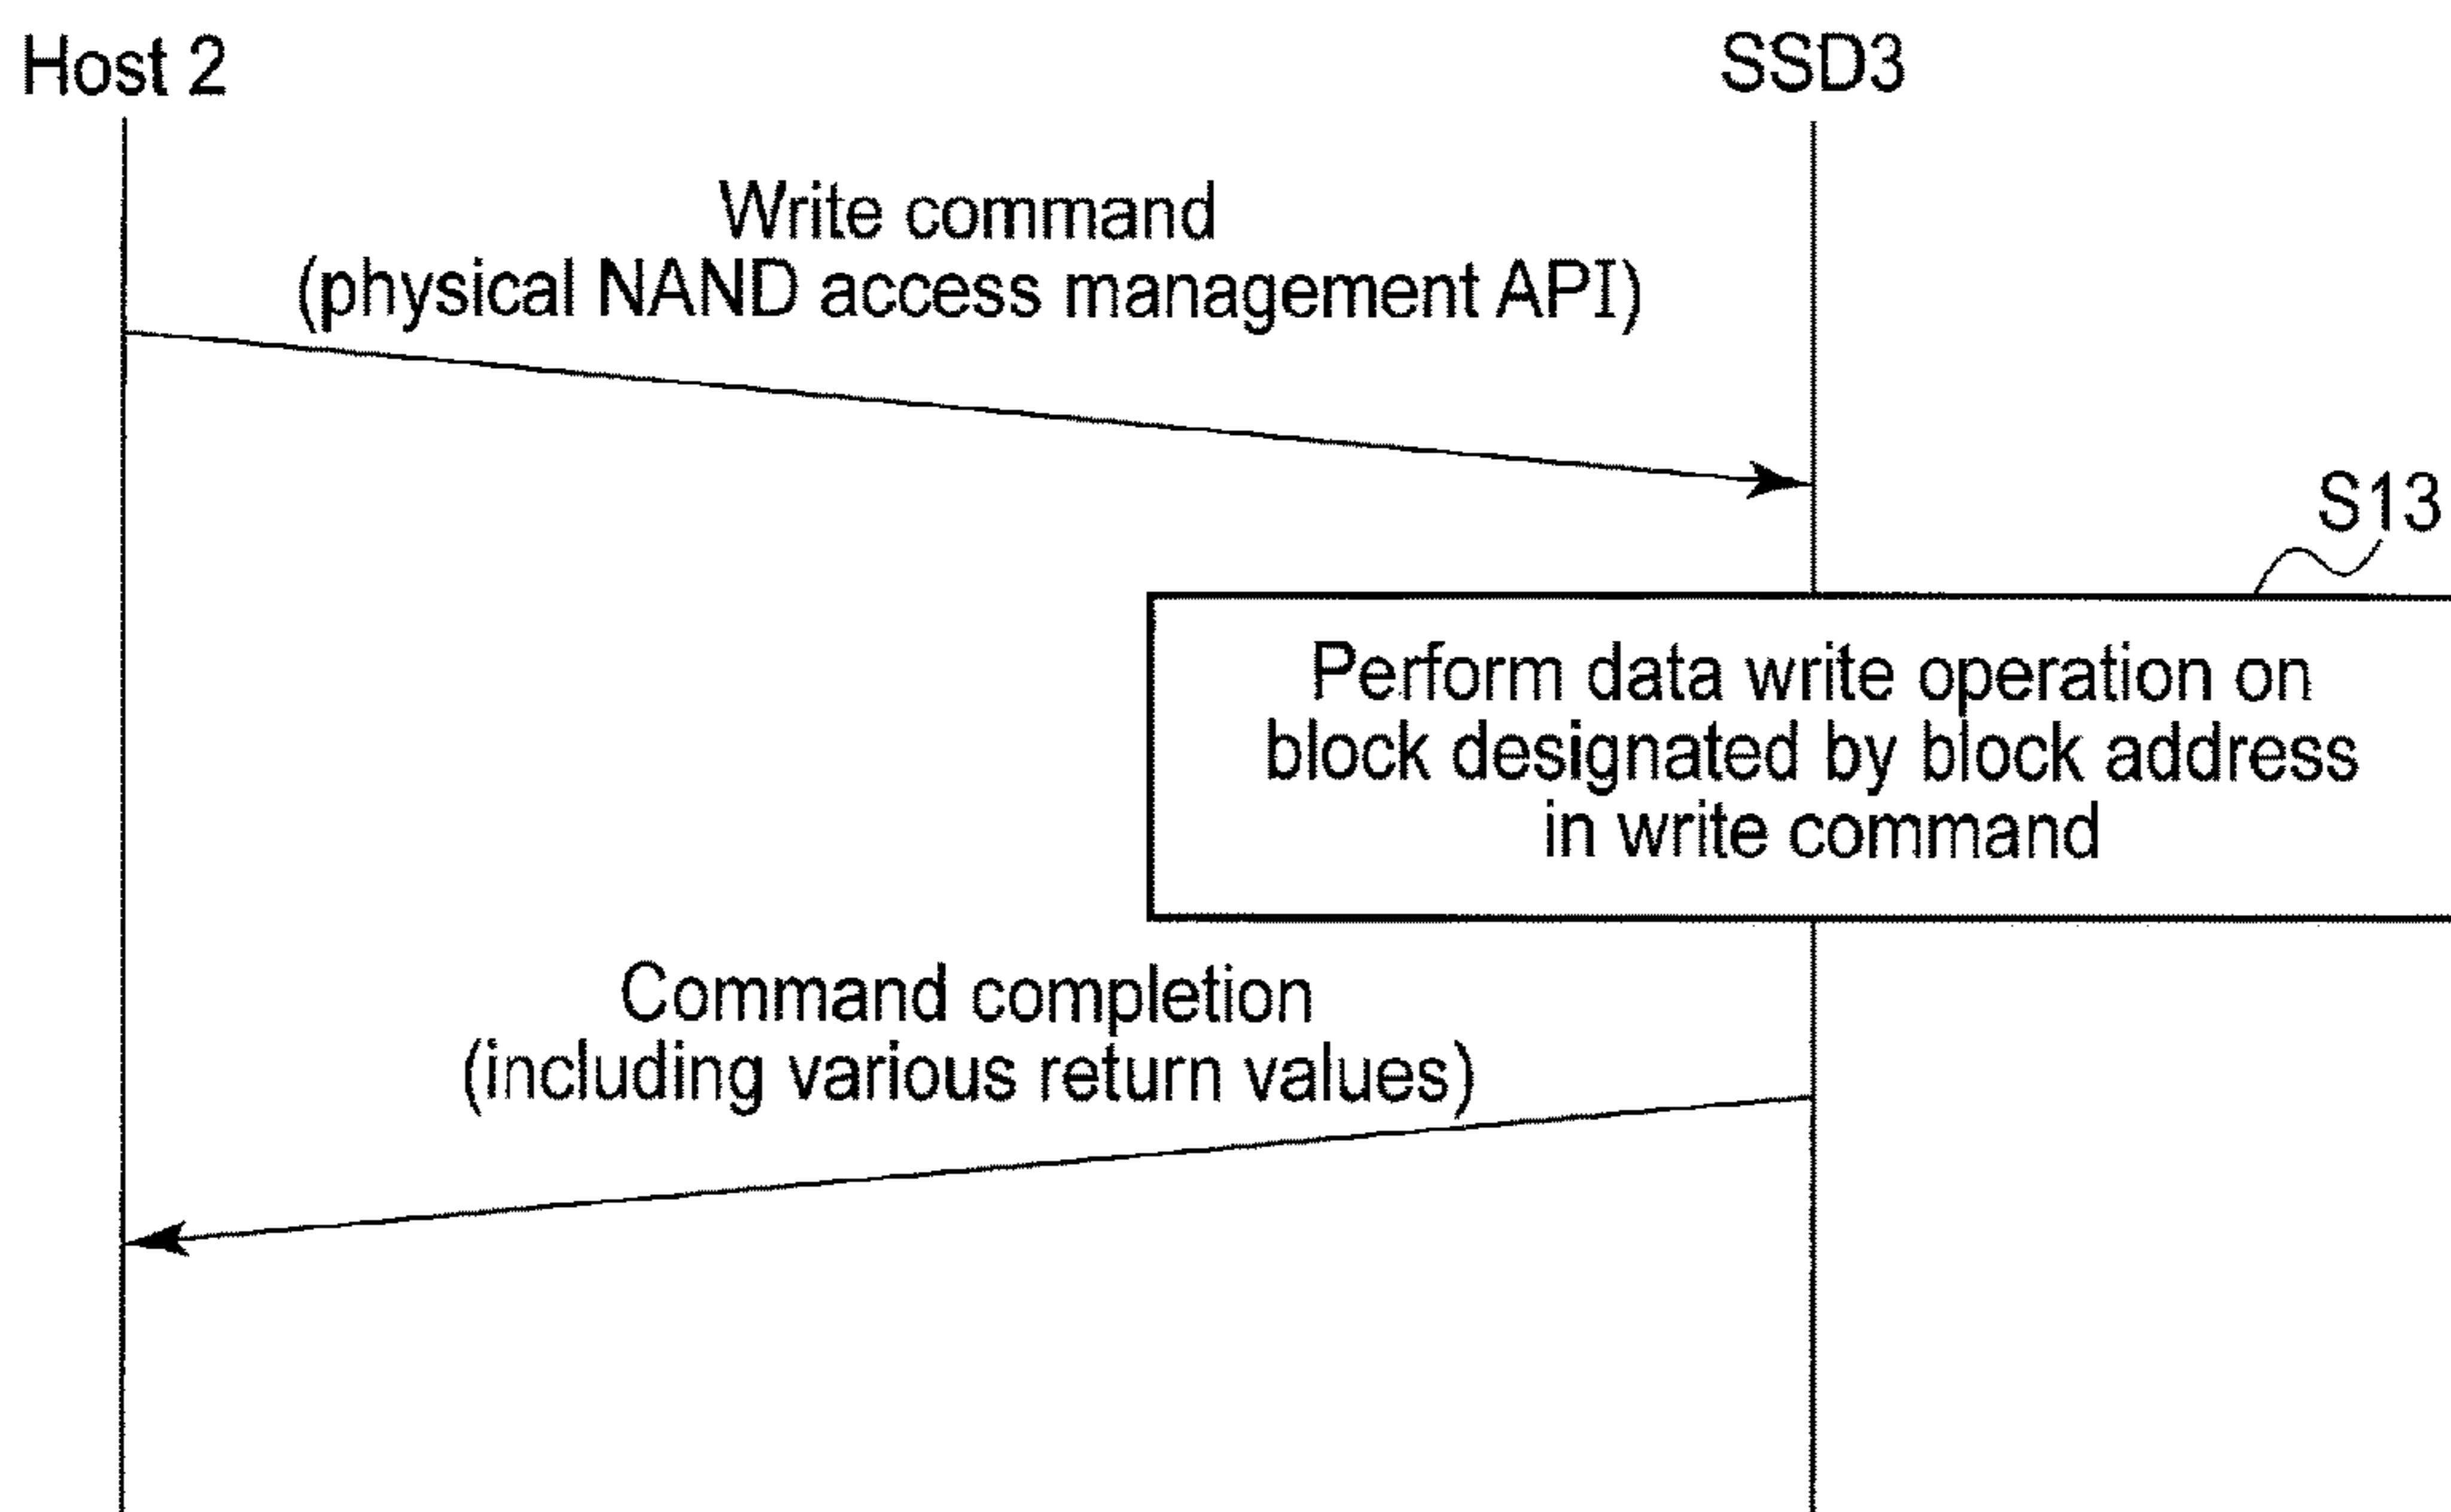 Host 2
SSD3
Write command
(physical NAND access management API)
S13
Perform data write operation on
block designated by block address
in write command
Command completion
(including various return values)